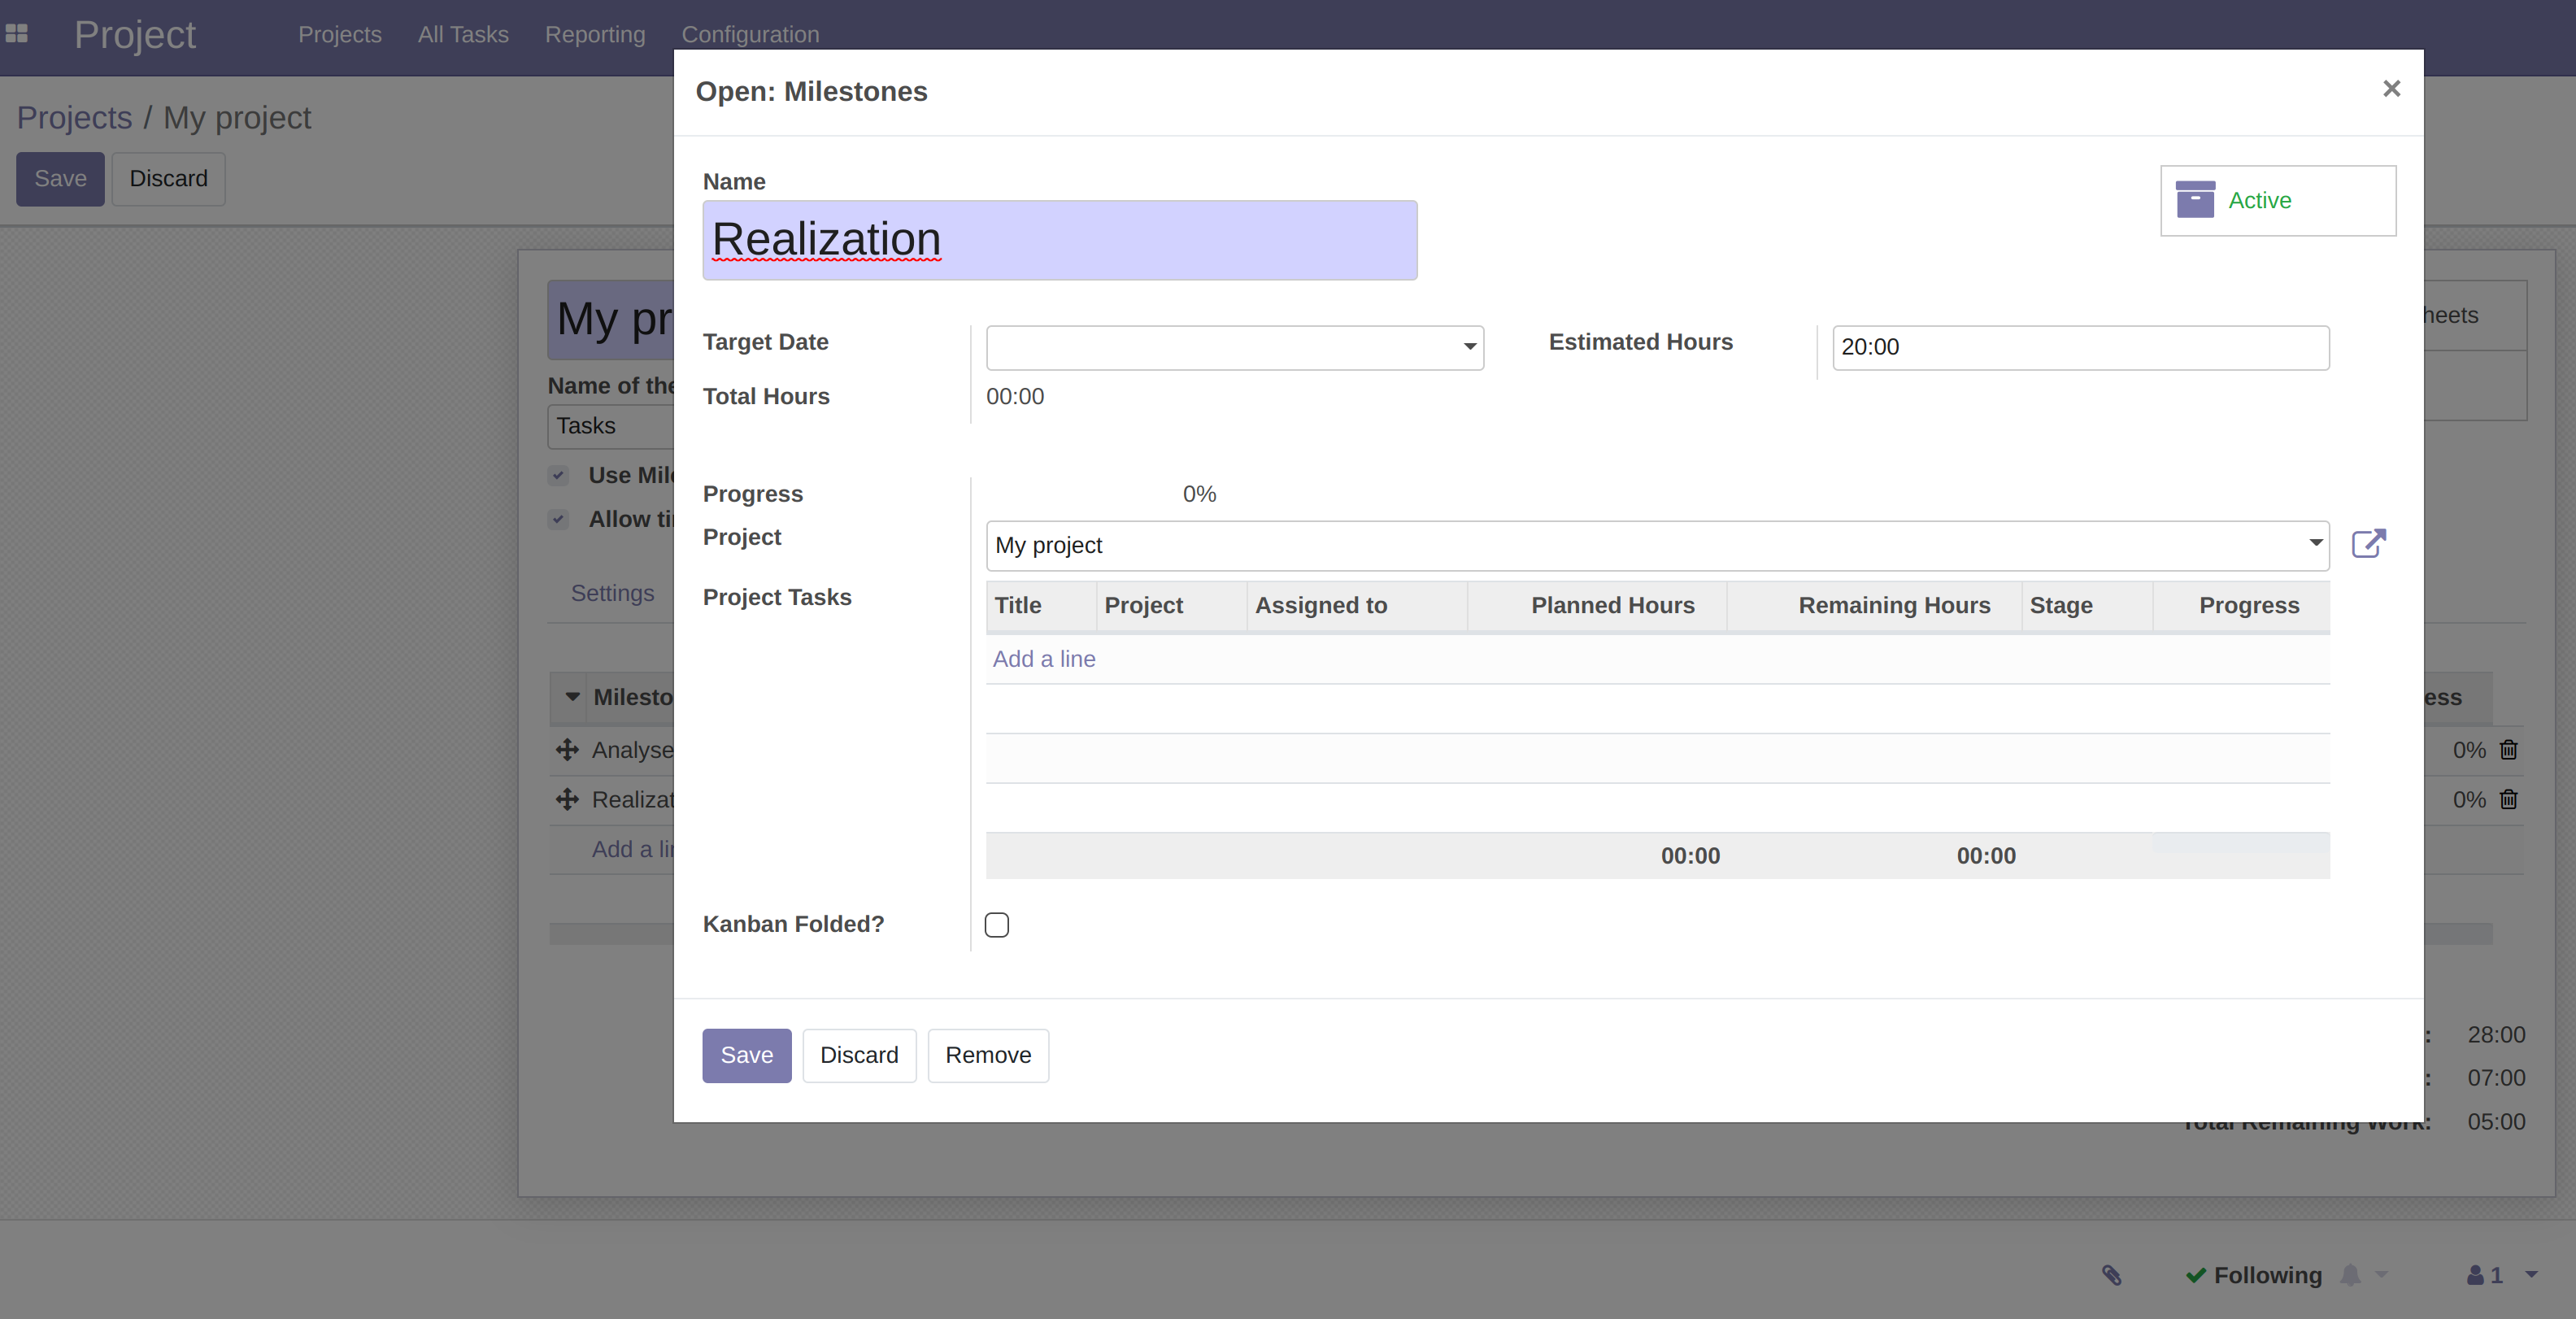 Project Projects All Tasks Reporting Configuration
Projects / My project
Save Discard
Open: Milestones
×
Name
Realization
Active
My pr
Name of the
Tasks
Use Mil
Allow ti
Settings
Target Date
Estimated Hours 20:00
Total Hours 00:00
Progress 0%
Project My project
Project Tasks
Title Project Assigned to Planned Hours Remaining Hours Stage Progress
Add a line
00:00 00:00
Kanban Folded?
Save Discard Remove
heets
Milesto ess
Analyse 0%
Realizat 0%
Add a li
: 28:00
: 07:00
Total Remaining Work: 05:00
Following 1